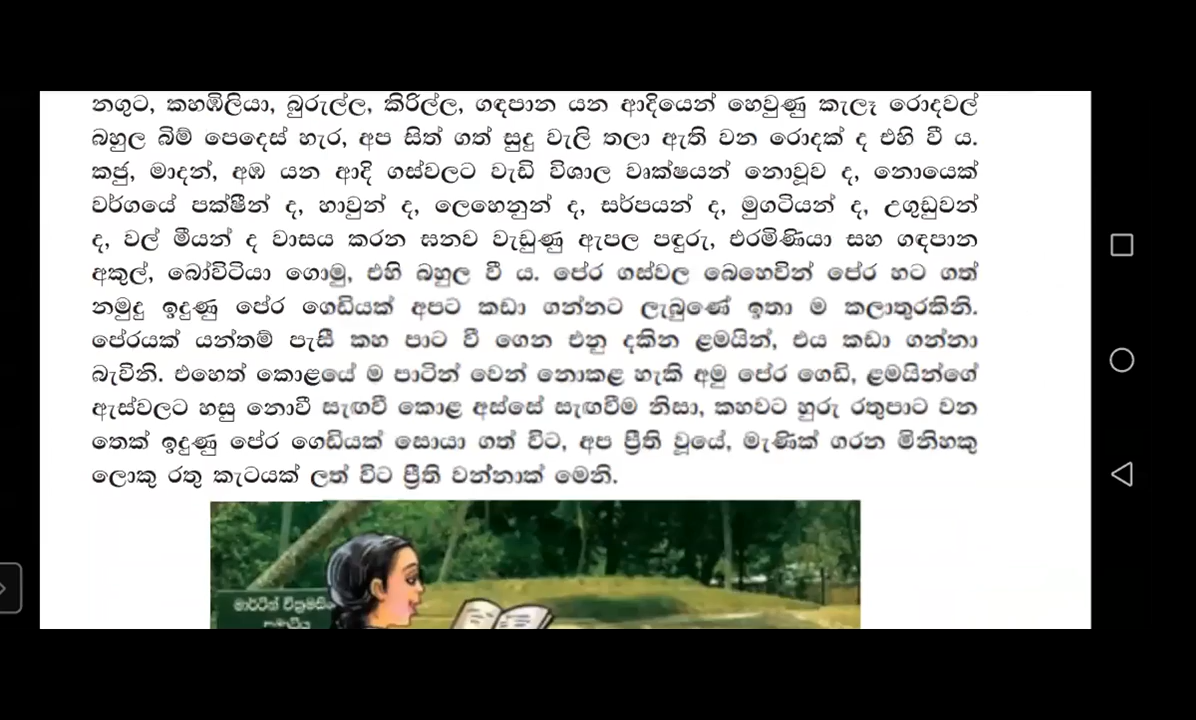 නගුට, කහඹිලියා, බුරුල්ල, කිරිල්ල, ගඳපාන යන ආදියෙන් හෙවුණු කැලෑ රොදවල්
බහුල බිම් පෙදෙස් හැර, අප සිත් ගත් සුදු වැලි තලා ඇති වන රොදක් ද එහි වී ය.
කජු, මාදන්, අඹ යන ආදි ගස්වලට වැඩි විශාල වෘක්ෂයන් නොවූව ද, නොයෙක්
වර්ගයේ පක්ෂීන් ද, හාවුන් ද, ලෙහෙනුන් ද, සර්පයන් ද, මුගටියන් ද, උගුඩුවන්
ද, වල් මීයන් ද වාසය කරන ඝනව වැඩුණු ඇපල පඳුරු, එරමිණියා සහ ගඳපාන
අකුල්, බෝවිටියා ගොමු, එහි බහුල වී ය. පේර ගස්වල බෙහෙවින් පේර හට ගත්
නමුදු ඉදුණු පේර ගෙඩියක් අපට කඩා ගන්නට ලැබුණේ ඉතා ම කලාතුරකිනි.
පේරයක් යන්තම් පැසී කහ පාට වී ගෙන එනු දකින ළමයින්, එය කඩා ගන්නා
බැවිනි. එහෙත් කොළයේ ම පාටින් වෙන් නොකළ හැකි අමු පේර ගෙඩි, ළමයින්ගේ
ඇස්වලට හසු නොවී සැඟවී කොළ අස්සේ සැඟවීම නිසා, කහවට හුරු රතුපාට වන
තෙක් ඉදුණු පේර ගෙඩියක් සොයා ගත් විට, අප ප්‍රීති වූයේ, මැණික් ගරන මිනිහකු
ලොකු රතු කැටයක් ලත් විට ප්‍රීති වන්නාක් මෙනි.
මාර්ටින් වික්‍රමසිං